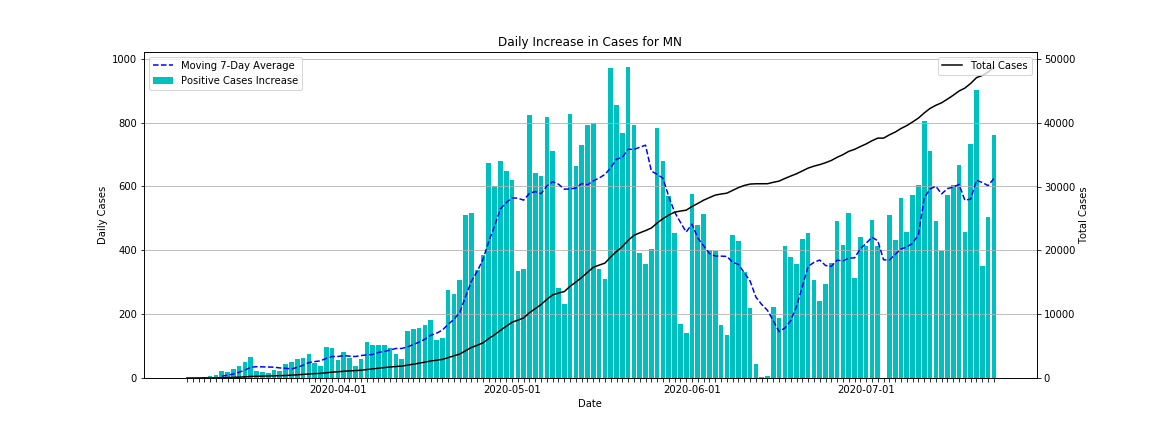 Daily Increase in Cases for MN
Moving 7-Day Average
Positive Cases Increase
Total Cases
1000
800
600
400
200
0
Daily Cases
50000
40000
30000
20000
10000
0
Total Cases
2020-04-01
2020-05-01
2020-06-01
2020-07-01
Date